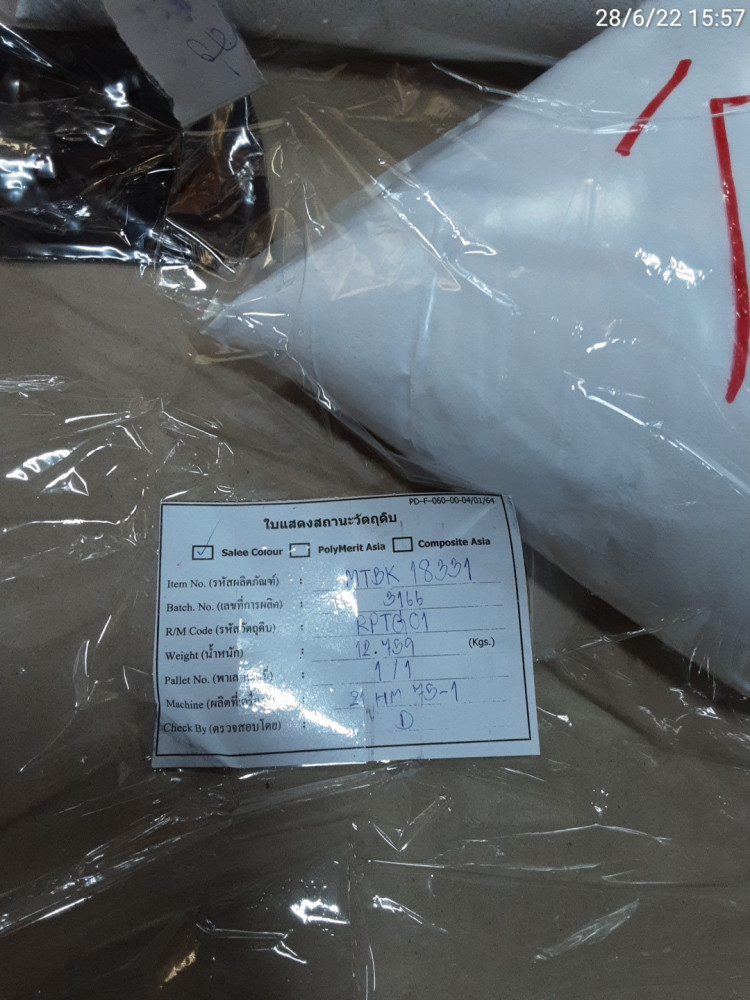 28/6/22 15:57
PD-F-060-00-04/01/64
ใบแสดงสถานะวัตถุดิบ
✓ Salee Colour PolyMerit Asia Composite Asia
Item No. (รหัสผลิตภัณฑ์) : MTBK 18331
Batch. No. (เลขที่การผลิต) : 3166
R/M Code (รหัสวัตถุดิบ) : RPTG01
Weight (น้ำหนัก) : 12.759 (Kgs.)
Pallet No. : 1/1
Machine : HM 75-1
Check By (ตรวจสอบโดย) : D